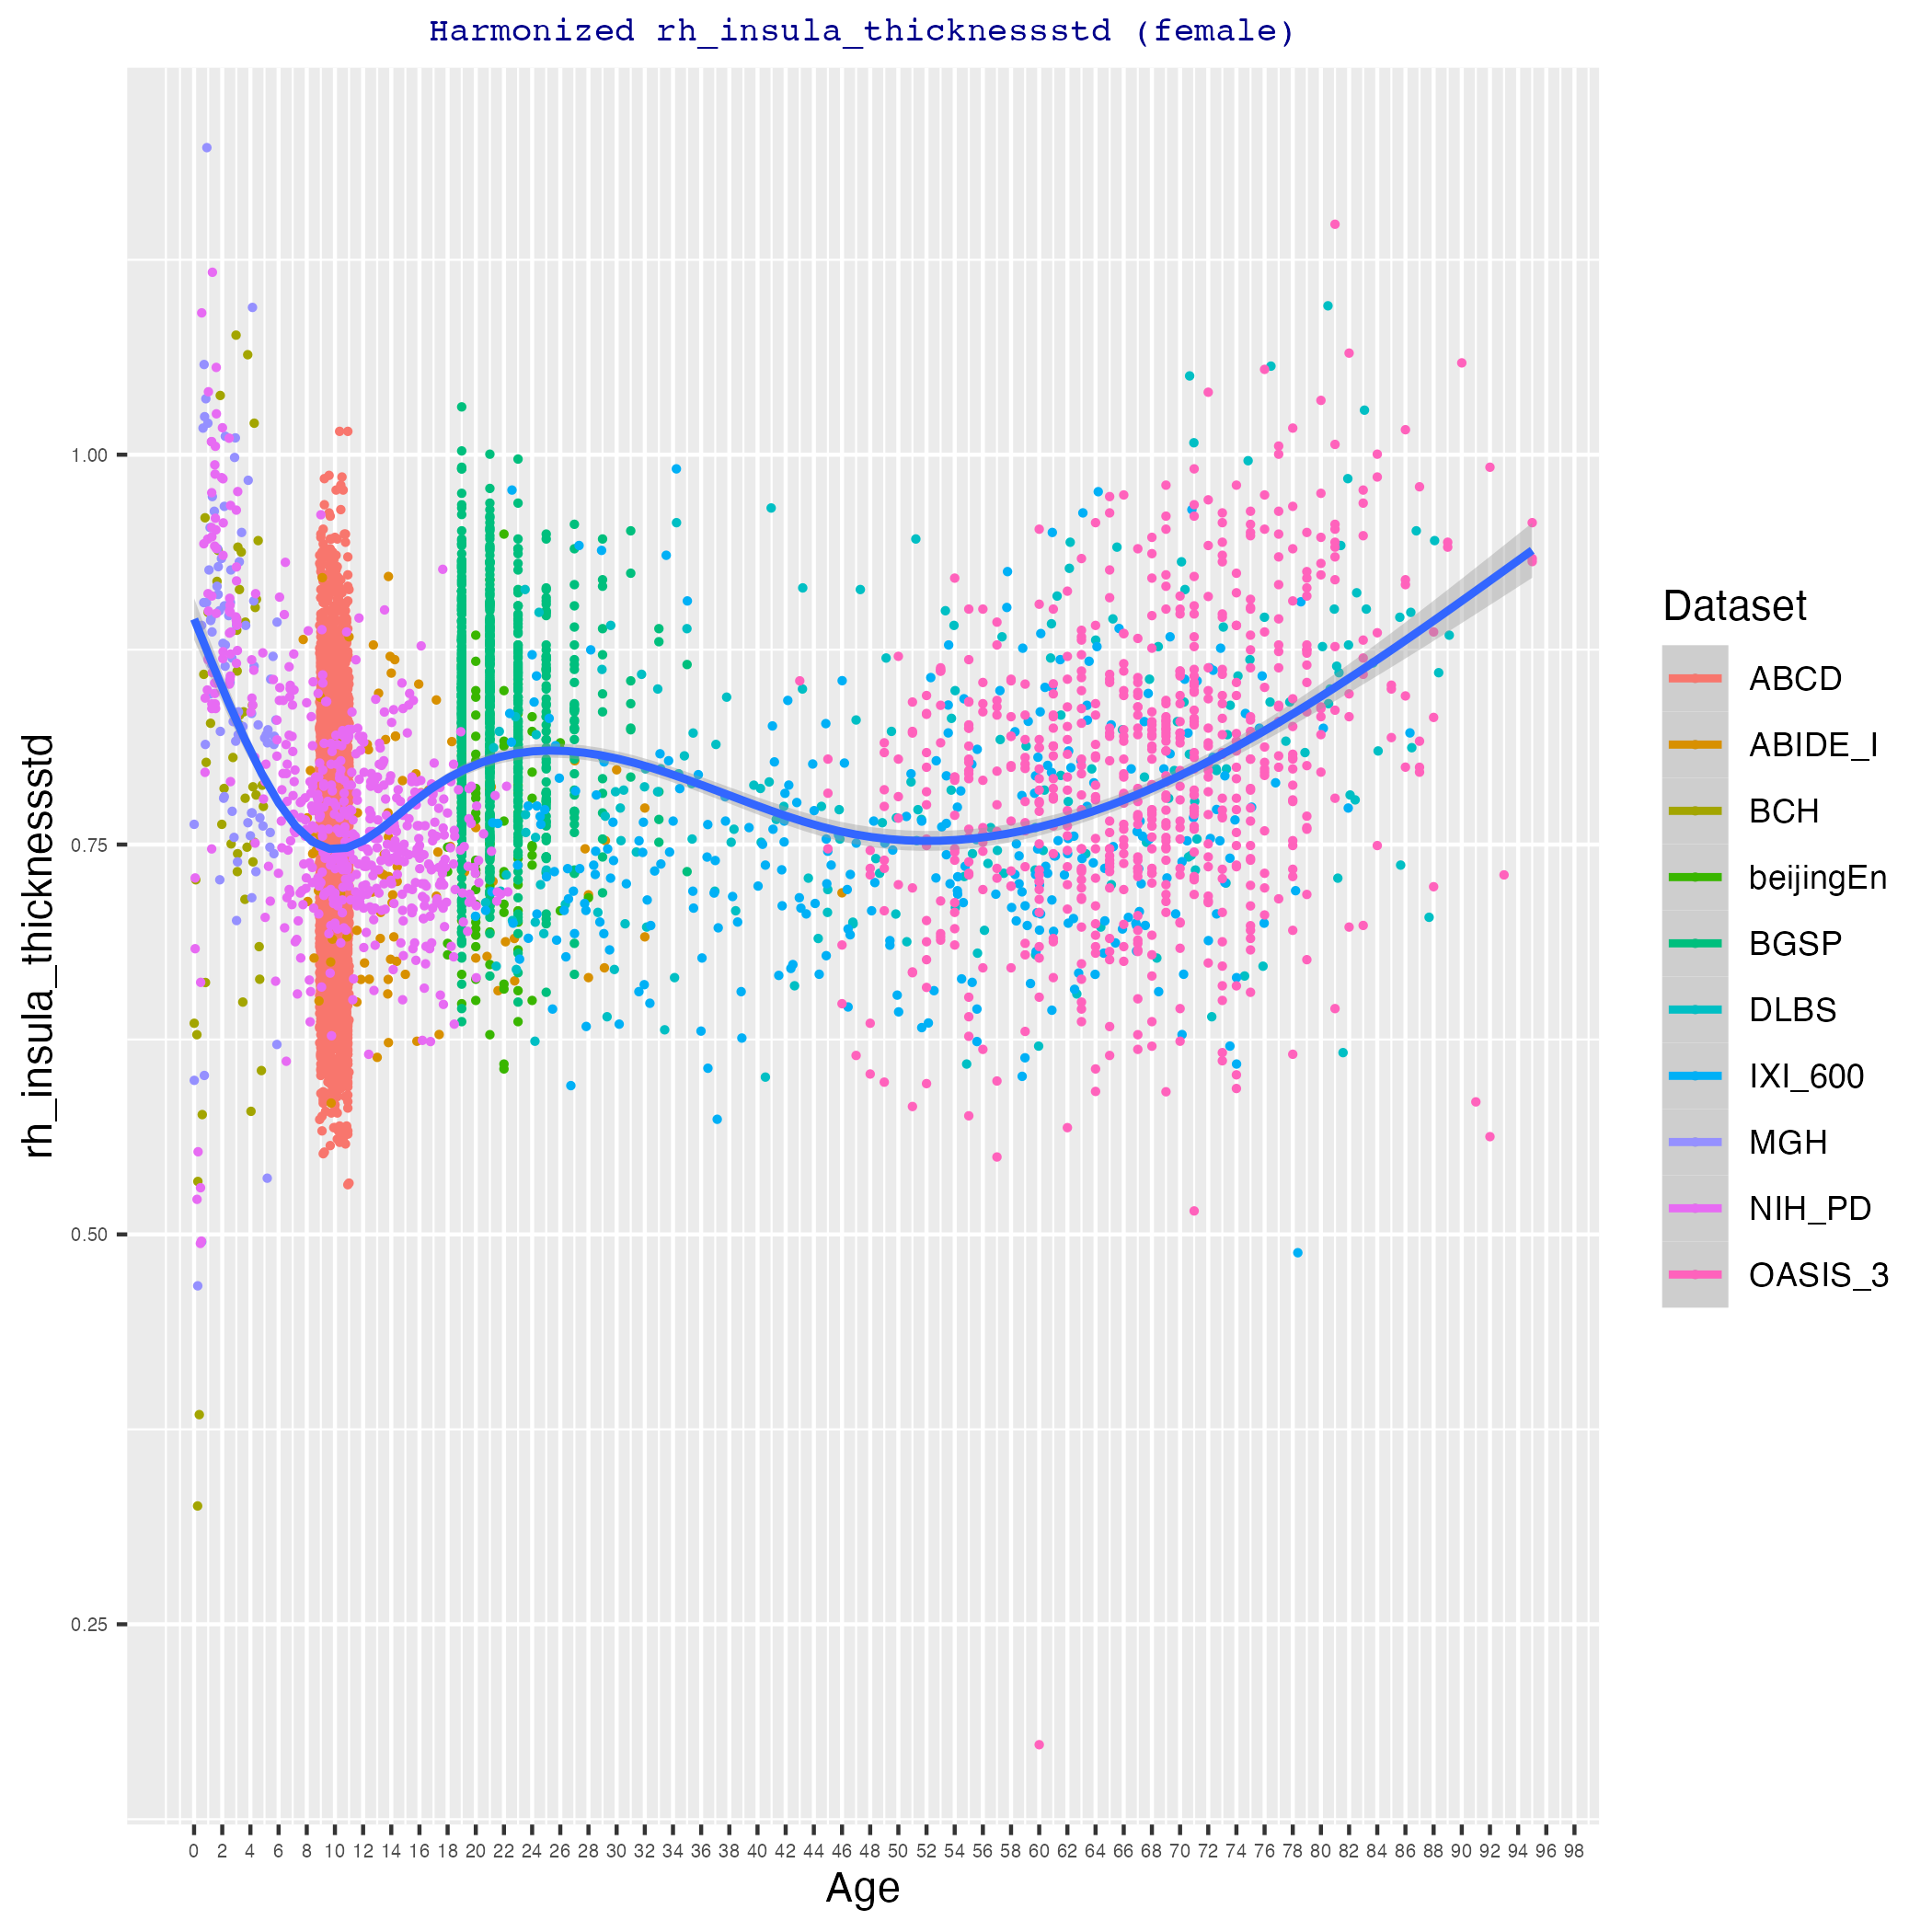 Harmonized rh_insula_thicknessstd (female)
rh_insula_thicknessstd
1.00
0.75
0.50
0.25
0 2 4 6 8 10 12 14 16 18 20 22 24 26 28 30 32 34 36 38 40 42 44 46 48 50 52 54 56 58 60 62 64 66 68 70 72 74 76 78 80 82 84 86 88 90 92 94 96 98
Age
Dataset
ABCD
ABIDE_I
BCH
beijingEn
BGSP
DLBS
IXI_600
MGH
NIH_PD
OASIS_3